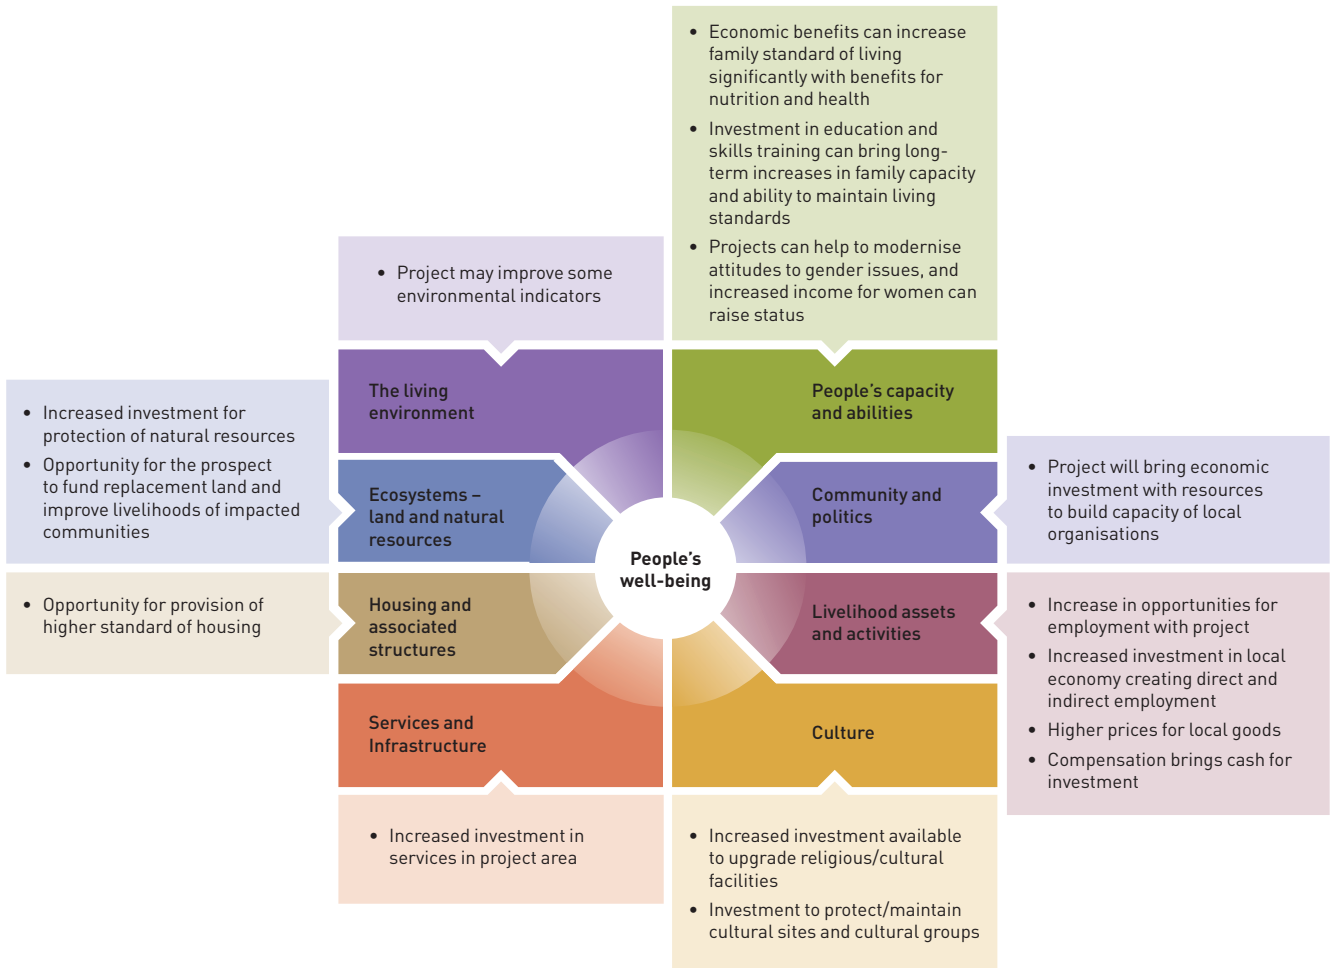 • Economic benefits can increase
family standard of living
significantly with benefits for
nutrition and health
• Investment in education and
skills training can bring long-
term increases in family capacity
and ability to maintain living
standards
• Projects can help to modernise
attitudes to gender issues, and
increased income for women can
raise status
• Project may improve some
environmental indicators
The living
environment
People’s capacity
and abilities
• Increased investment for
protection of natural resources
• Opportunity for the prospect
to fund replacement land and
improve livelihoods of impacted
communities
Ecosystems –
land and natural
resources
Community and
politics
• Project will bring economic
investment with resources
to build capacity of local
organisations
People’s
well-being
• Opportunity for provision of
higher standard of housing
Housing and
associated
structures
Livelihood assets
and activities
• Increase in opportunities for
employment with project
• Increased investment in local
economy creating direct and
indirect employment
• Higher prices for local goods
• Compensation brings cash for
investment
Services and
Infrastructure
Culture
• Increased investment in
services in project area
• Increased investment available
to upgrade religious/cultural
facilities
• Investment to protect/maintain
cultural sites and cultural groups